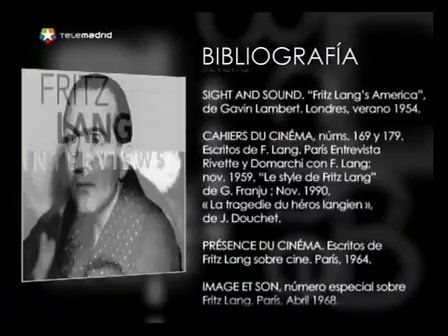 telemadrid
BIBLIOGRAFÍA
FRITZ
LANG
INTERVIEWS
SIGHT AND SOUND. “Fritz Lang’s America”,
de Gavin Lambert. Londres, verano 1954.
CAHIERS DU CINÉMA, núms. 169 y 179.
Escritos de F. Lang. París Entrevista
Rivette y Domarchi con F. Lang;
nov. 1959, “Le style de Fritz Lang”
de G. Franju ; Nov. 1990,
« La tragedie du héros langien »,
de J. Douchet.
PRÉSENCE DU CINÉMA. Escritos de
Fritz Lang sobre cine. París, 1964.
IMAGE ET SON, número especial sobre
Fritz Lang. París, Abril 1968.